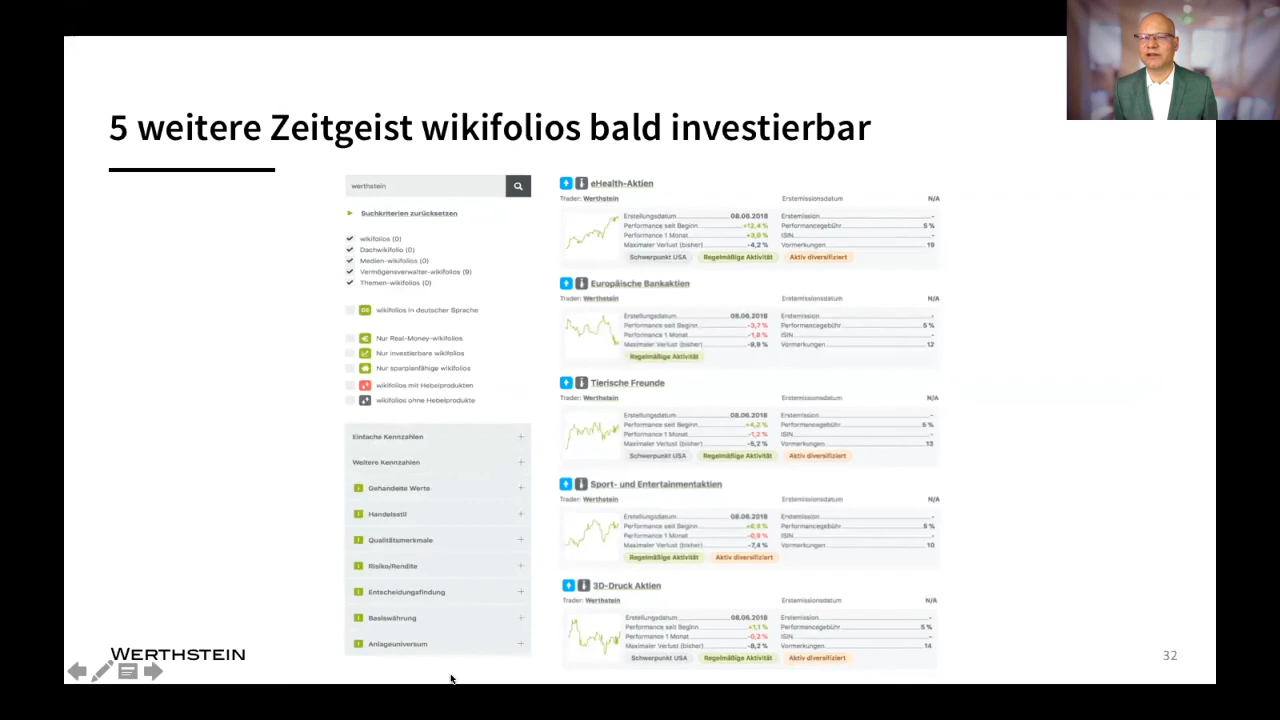 5 weitere Zeitgeist wikifolios bald investierbar
werthstein
Suchkriterien zurücksetzen
wikifolios (0)
Dachwikifolio (0)
Medien-wikifolios (0)
Vermögensverwalter-wikifolios (9)
Themen-wikifolios (0)
DE wikifolios in deutscher Sprache
Nur Real-Money-wikifolios
Nur investierbare wikifolios
Nur sparplanfähige wikifolios
wikifolios mit Hebelprodukten
wikifolios ohne Hebelprodukte
Einfache Kennzahlen +
Weitere Kennzahlen +
Gehandelte Werte +
Handelsstil +
Qualitätsmerkmale +
Risiko/Rendite +
Entscheidungsfindung +
Basiswährung +
Anlageuniversum +
eHealth-Aktien
Trader: Werthstein Erstemissionsdatum N/A
Erstellungsdatum 08.06.2018 Erstemission -
Performance seit Beginn +12,4 % Performancegebühr 5 %
Performance 1 Monat +3,9 % ISIN -
Maximaler Verlust (bisher) -4,2 % Vormerkungen 19
Schwerpunkt USA Regelmäßige Aktivität Aktiv diversifiziert
Europäische Bankaktien
Trader: Werthstein Erstemissionsdatum N/A
Erstellungsdatum 08.06.2018 Erstemission -
Performance seit Beginn -3,7 % Performancegebühr 5 %
Performance 1 Monat -1,8 % ISIN -
Maximaler Verlust (bisher) -9,9 % Vormerkungen 12
Regelmäßige Aktivität
Tierische Freunde
Trader: Werthstein Erstemissionsdatum N/A
Erstellungsdatum 08.06.2018 Erstemission -
Performance seit Beginn +4,2 % Performancegebühr 5 %
Performance 1 Monat -1,2 % ISIN -
Maximaler Verlust (bisher) -5,2 % Vormerkungen 13
Schwerpunkt USA Regelmäßige Aktivität Aktiv diversifiziert
Sport- und Entertainmentaktien
Trader: Werthstein Erstemissionsdatum N/A
Erstellungsdatum 08.06.2018 Erstemission -
Performance seit Beginn Performancegebühr 5 %
Performance 1 Monat -0,9 % ISIN -
Maximaler Verlust (bisher) -7,4 % Vormerkungen 10
Regelmäßige Aktivität Aktiv diversifiziert
3D-Druck Aktien
Trader: Werthstein Erstemissionsdatum N/A
Erstellungsdatum 08.06.2018 Erstemission -
Performance seit Beginn +1,1 % Performancegebühr 5 %
Performance 1 Monat -0,2 % ISIN -
Maximaler Verlust (bisher) -8,2 % Vormerkungen 14
Schwerpunkt USA Regelmäßige Aktivität Aktiv diversifiziert
WERTHSTEIN
32